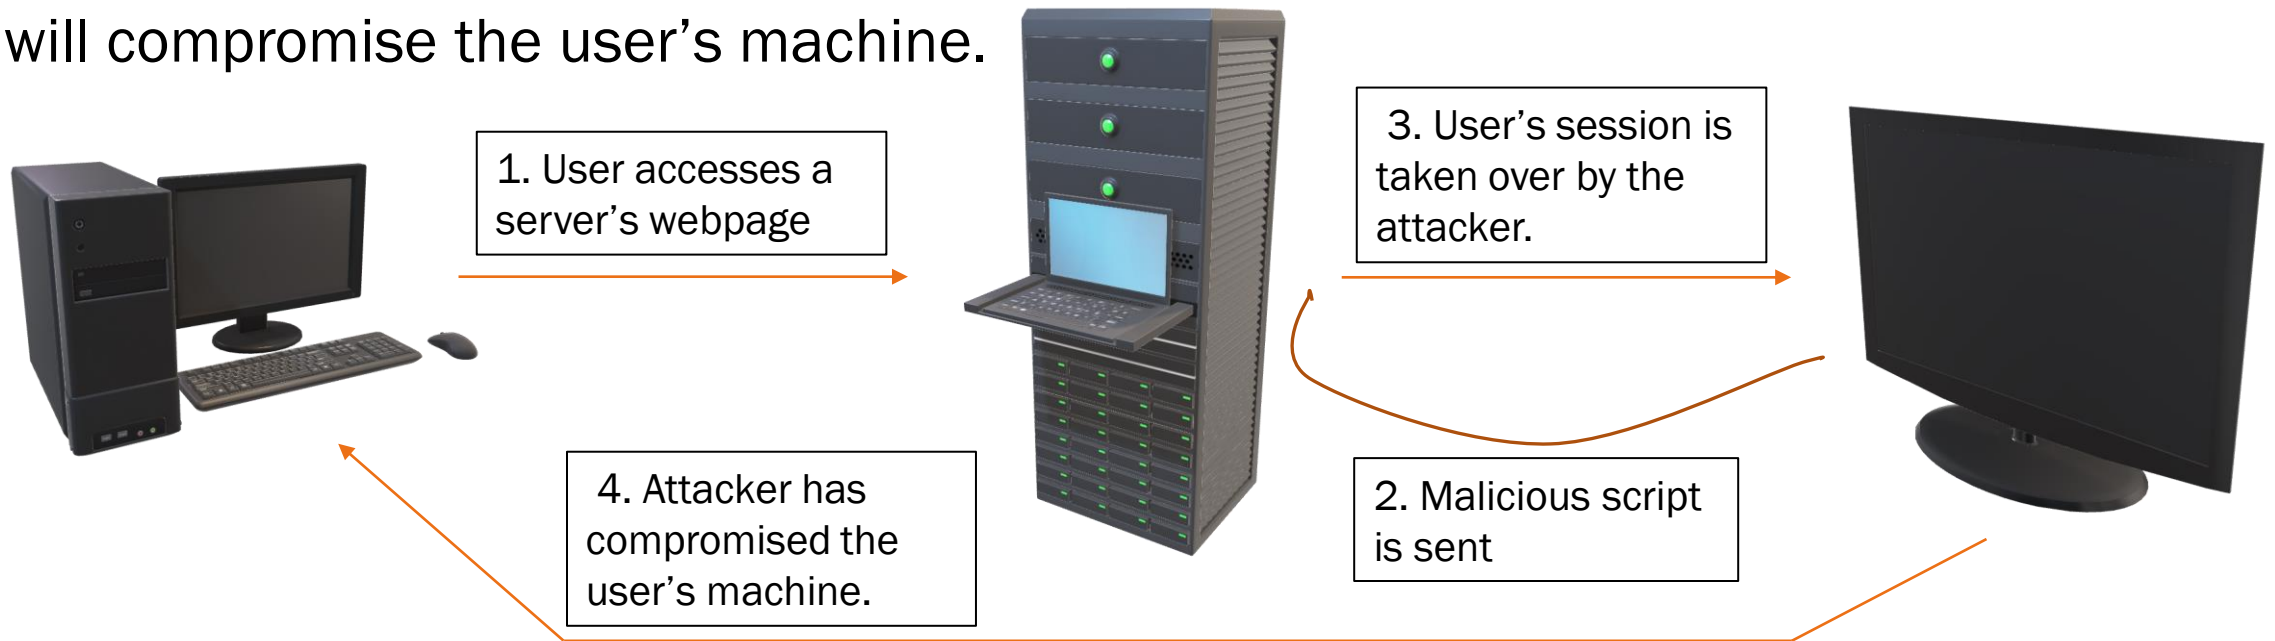 will compromise the user’s machine.
1. User accesses a
server’s webpage
3. User’s session is
taken over by the
attacker.
4. Attacker has
compromised the
user’s machine.
2. Malicious script
is sent